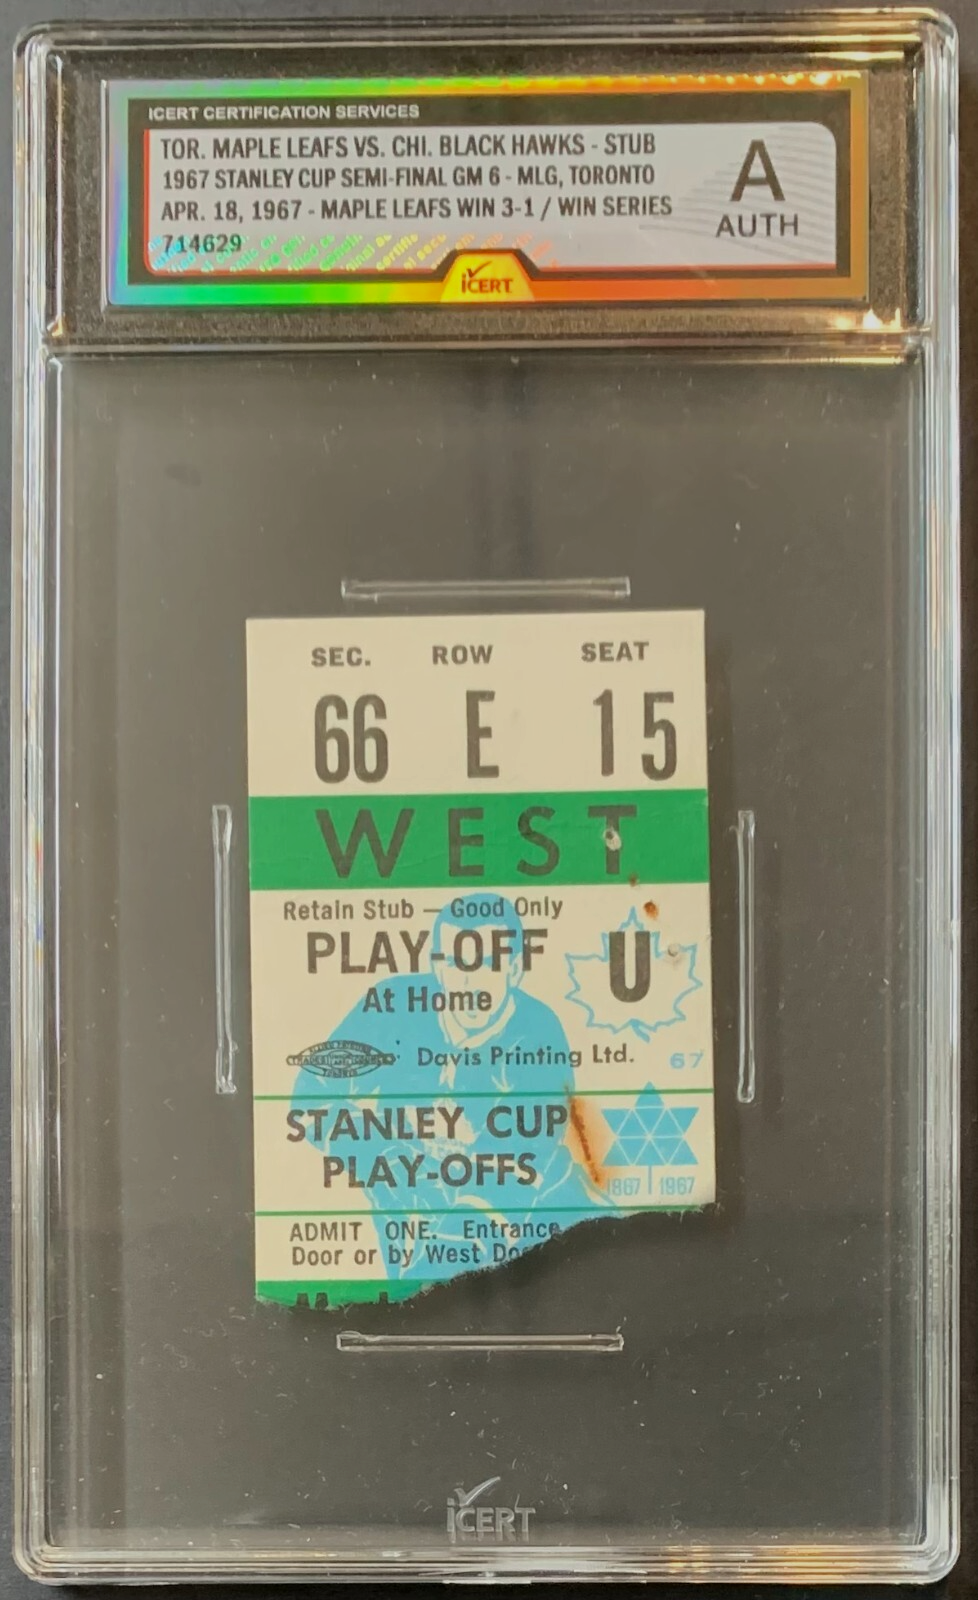 ICERT CERTIFICATION SERVICES
TOR. MAPLE LEAFS VS. CHI. BLACK HAWKS - STUB
1967 STANLEY CUP SEMI-FINAL GM 6 - MLG, TORONTO
APR. 18, 1967 - MAPLE LEAFS WIN 3-1 / WIN SERIES
714629
A
AUTH
iCERT
SEC. ROW SEAT
66 E 15
WEST
Retain Stub — Good Only
PLAY-OFF
At Home
U
Davis Printing Ltd.
67
STANLEY CUP
PLAY-OFFS
1867 1967
ADMIT ONE. Entrance
Door or by West
iCERT